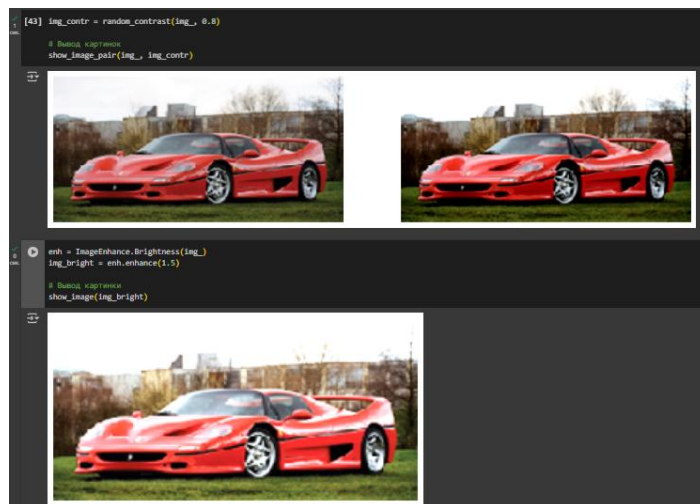 [43] img_contr = random_contrast(img_, 0.8)
# Вывод картинок
show_image_pair(img_, img_contr)
enh = ImageEnhance.Brightness(img_)
img_bright = enh.enhance(1.5)
# Вывод картинки
show_image(img_bright)